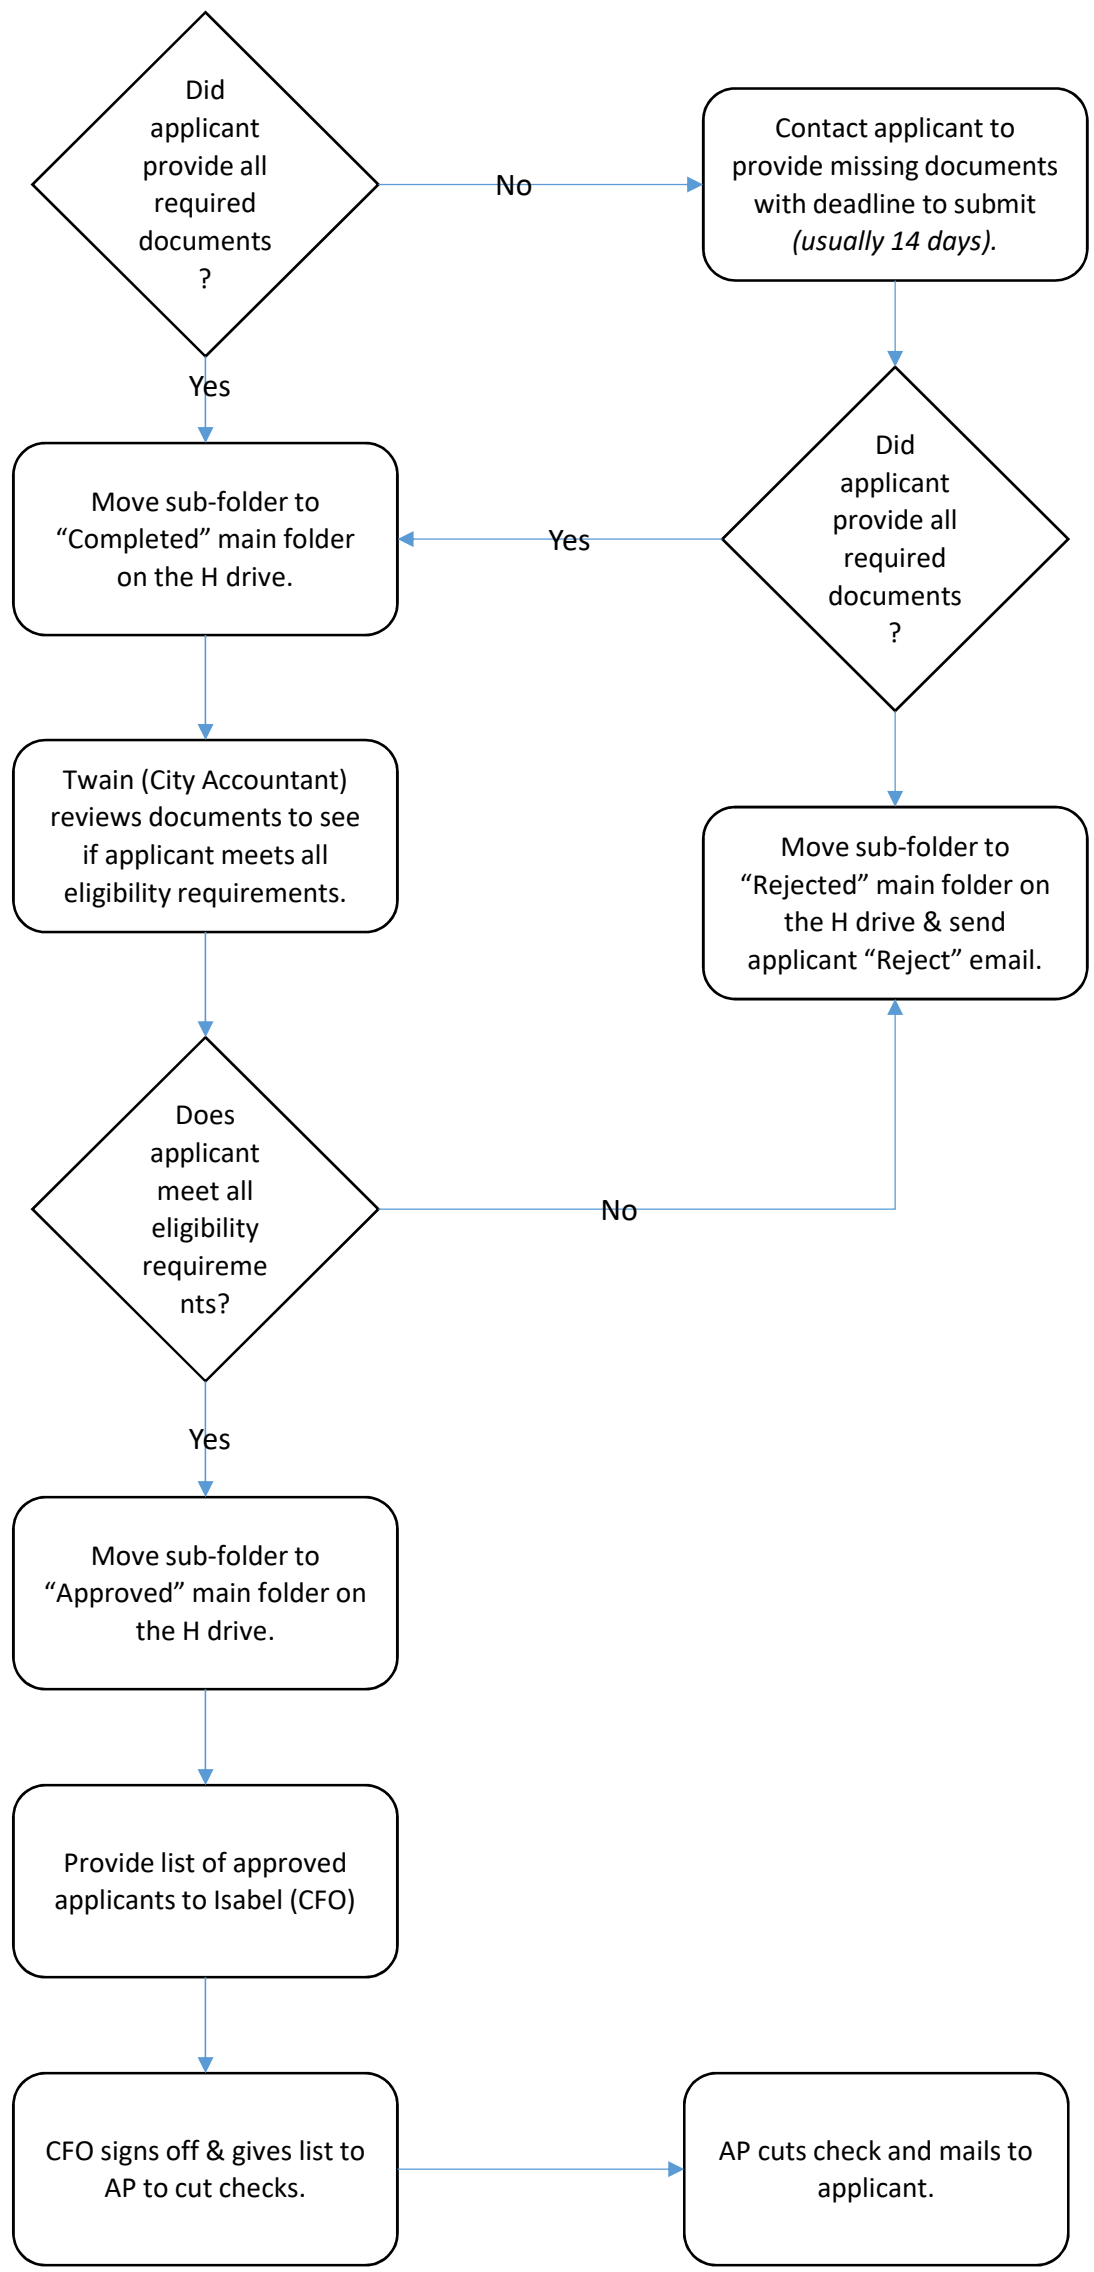 Did
applicant
provide all
required
documents
?
No
Contact applicant to
provide missing documents
with deadline to submit
(usually 14 days).
Yes
Move sub-folder to
“Completed” main folder
on the H drive.
Yes
Did
applicant
provide all
required
documents
?
Twain (City Accountant)
reviews documents to see
if applicant meets all
eligibility requirements.
Move sub-folder to
“Rejected” main folder on
the H drive & send
applicant “Reject” email.
Does
applicant
meet all
eligibility
requireme
nts?
No
Yes
Move sub-folder to
“Approved” main folder on
the H drive.
Provide list of approved
applicants to Isabel (CFO)
CFO signs off & gives list to
AP to cut checks.
AP cuts check and mails to
applicant.